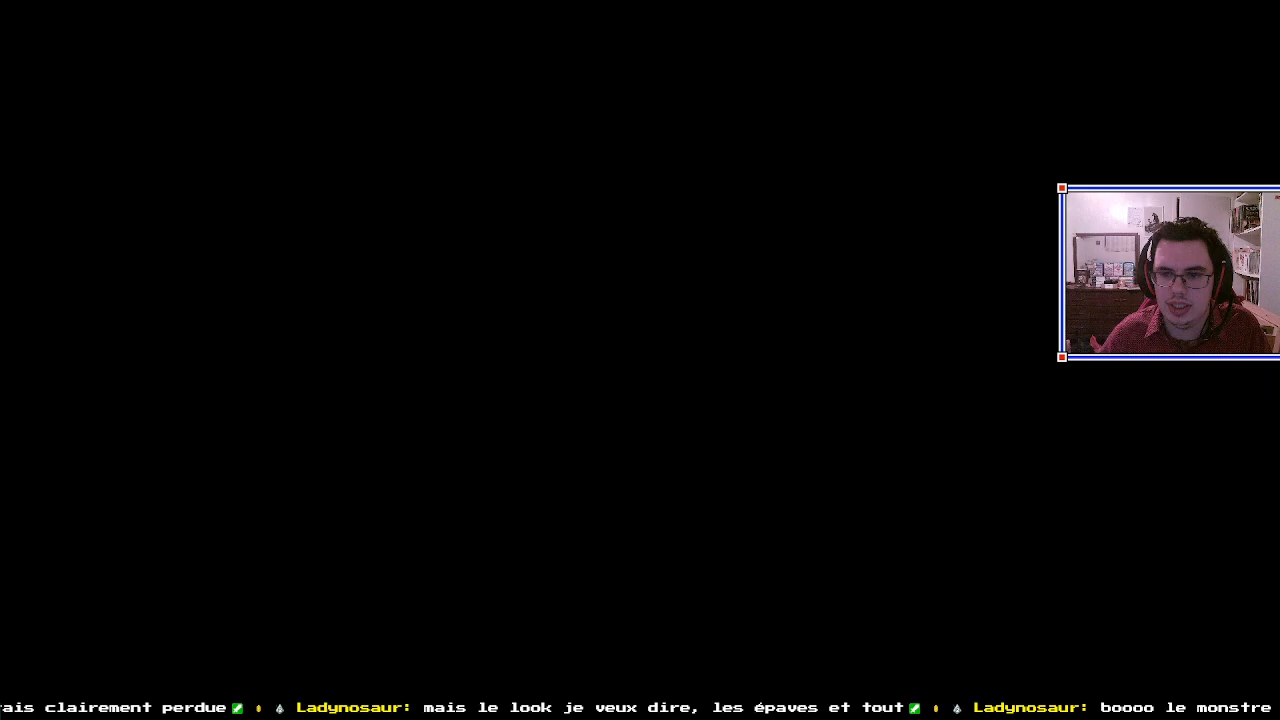 ais clairement perdue Ladynosaur: mais le look je veux dire, les épaves et tout Ladynosaur: boooo le monstre